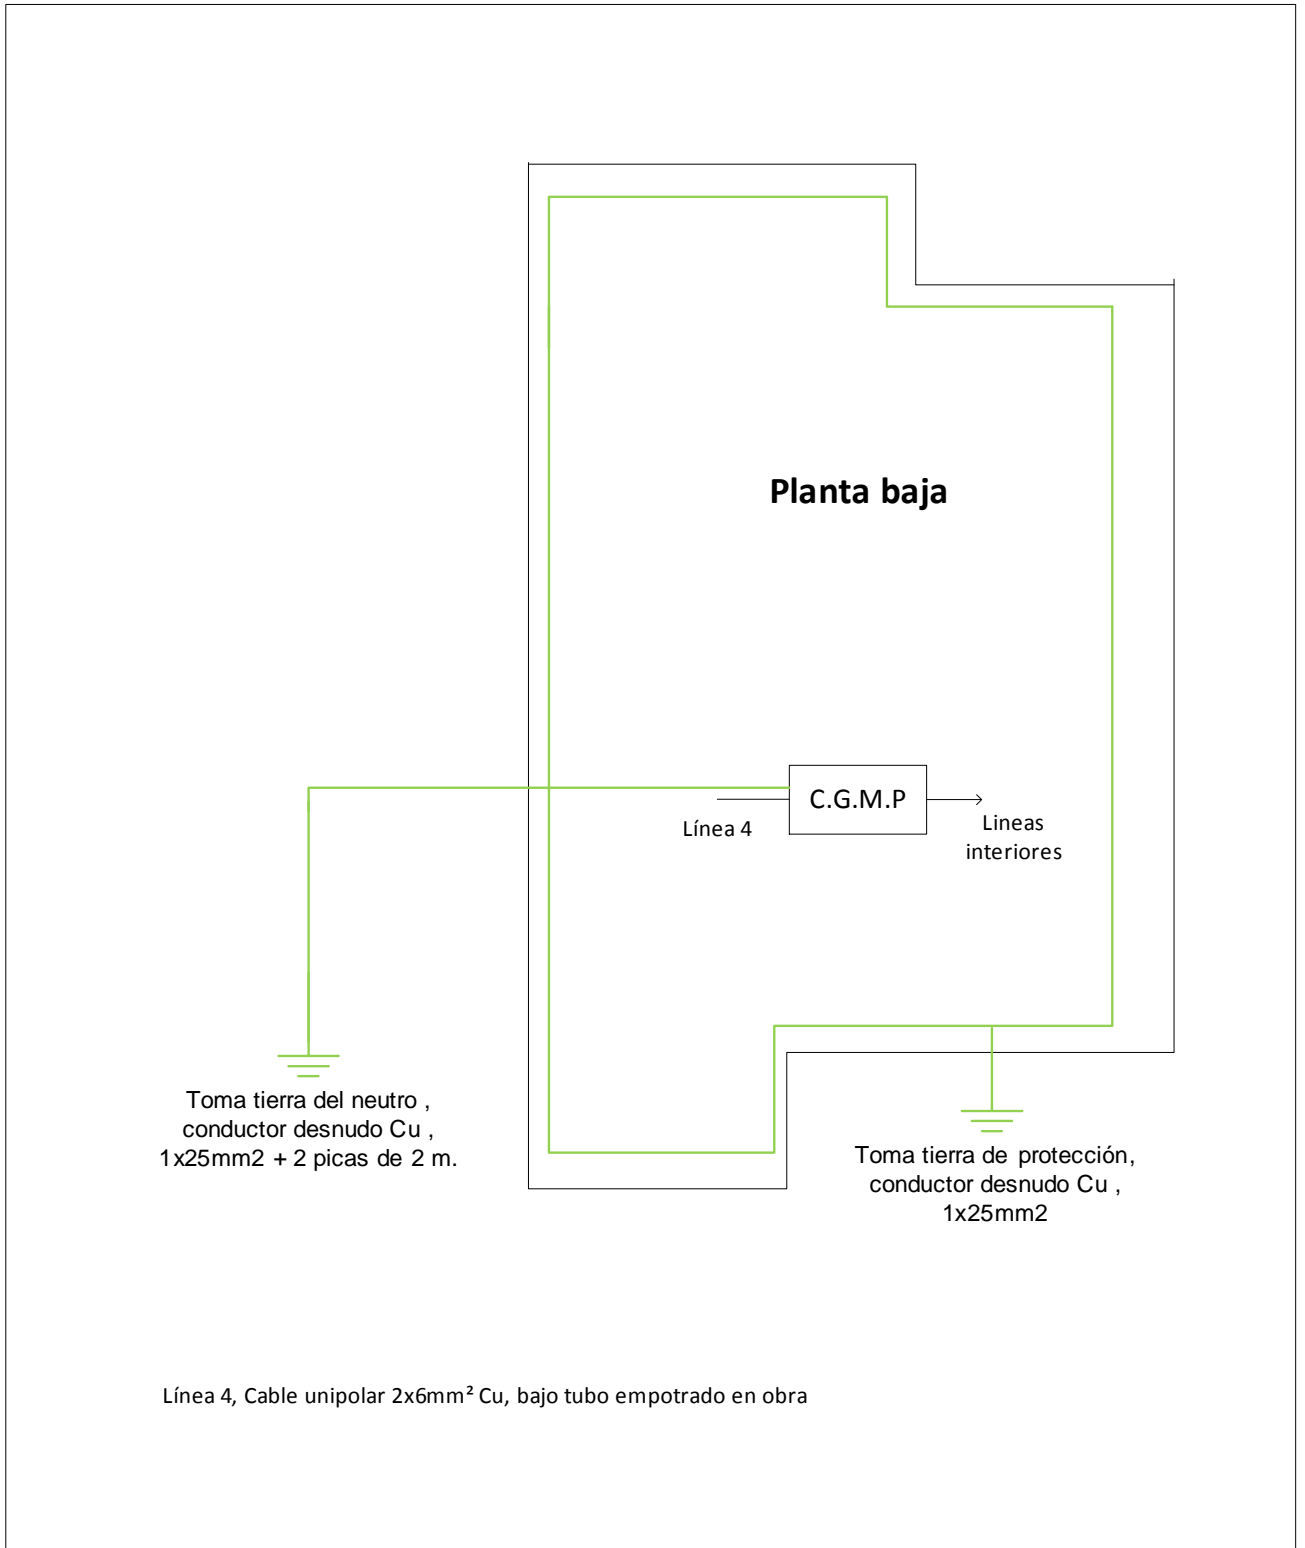 Planta baja
C.G.M.P
Línea 4
Lineas
interiores
Toma tierra del neutro ,
conductor desnudo Cu ,
1x25mm2 + 2 picas de 2 m.
Toma tierra de protección,
conductor desnudo Cu ,
1x25mm2
Línea 4, Cable unipolar 2x6mm² Cu, bajo tubo empotrado en obra